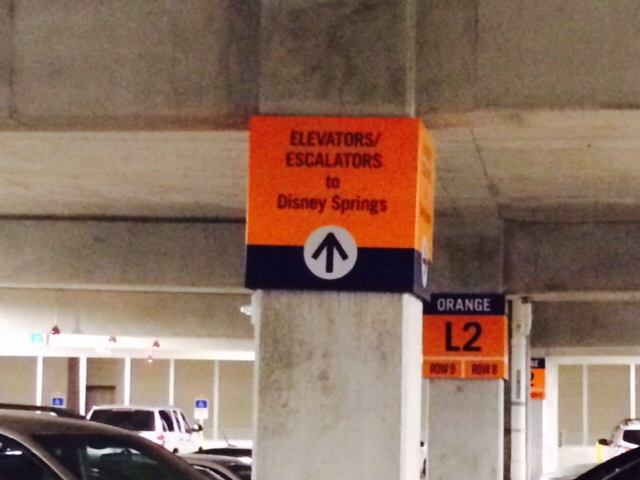 ELEVATORS/
ESCALATORS
to
Disney Springs
ORANGE
L2
ROW 9 ROW 8